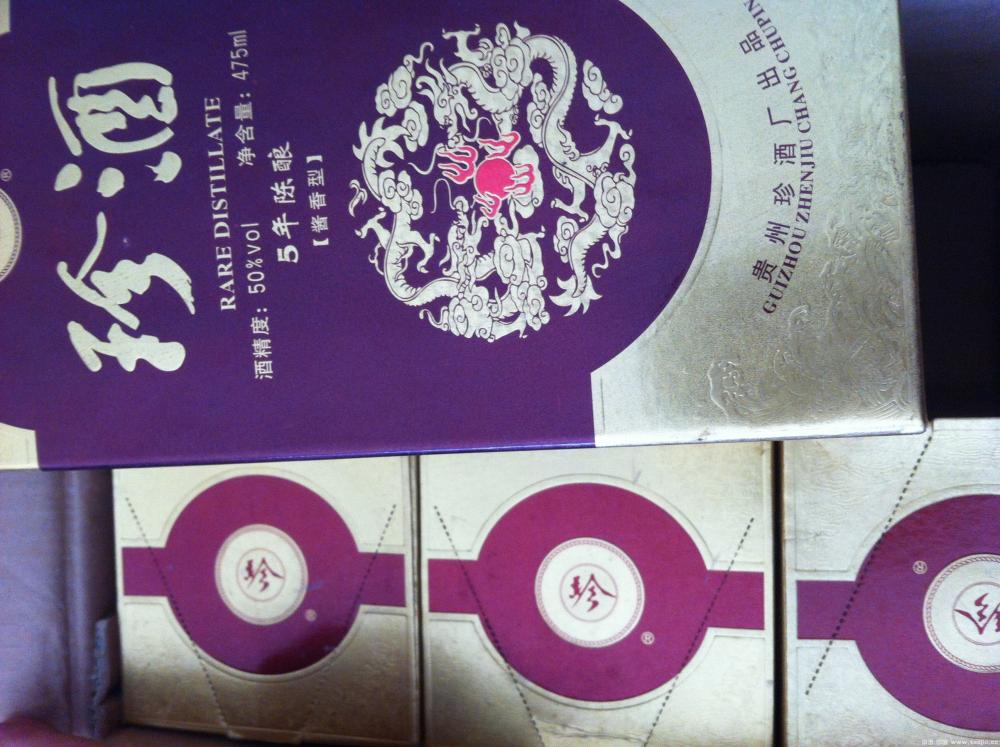 珍酒
®
RARE DISTILLATE
酒精度：50%vol 净含量：475ml
5年陈酿
【酱香型】
贵州珍酒厂出品
GUIZHOU ZHENJIU CHANG CHUPIN
珍
®
珍
®
珍
®